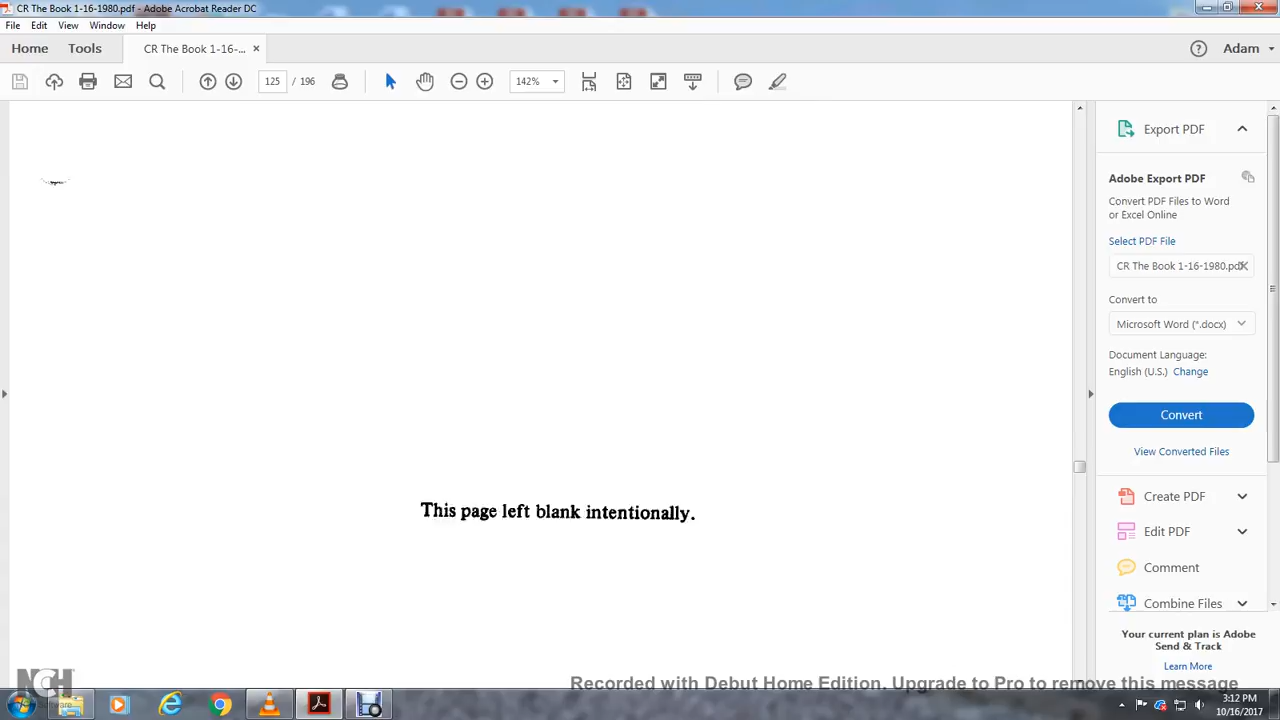 CR The Book 1-16-1980.pdf - Adobe Acrobat Reader DC
File Edit View Window Help
Home Tools CR The Book 1-16-... × Adam
125 / 196 142%
Export PDF
Adobe Export PDF
Convert PDF Files to Word
or Excel Online
Select PDF File
CR The Book 1-16-1980.pdf
Convert to
Microsoft Word (*.docx)
Document Language:
English (U.S.) Change
Convert
View Converted Files
This page left blank intentionally.
Create PDF
Edit PDF
Comment
Combine Files
Your current plan is Adobe
Send & Track
Learn More
NCH
Recorded with Debut Home Edition. Upgrade to Pro to remove this message
3:12 PM
10/16/2017